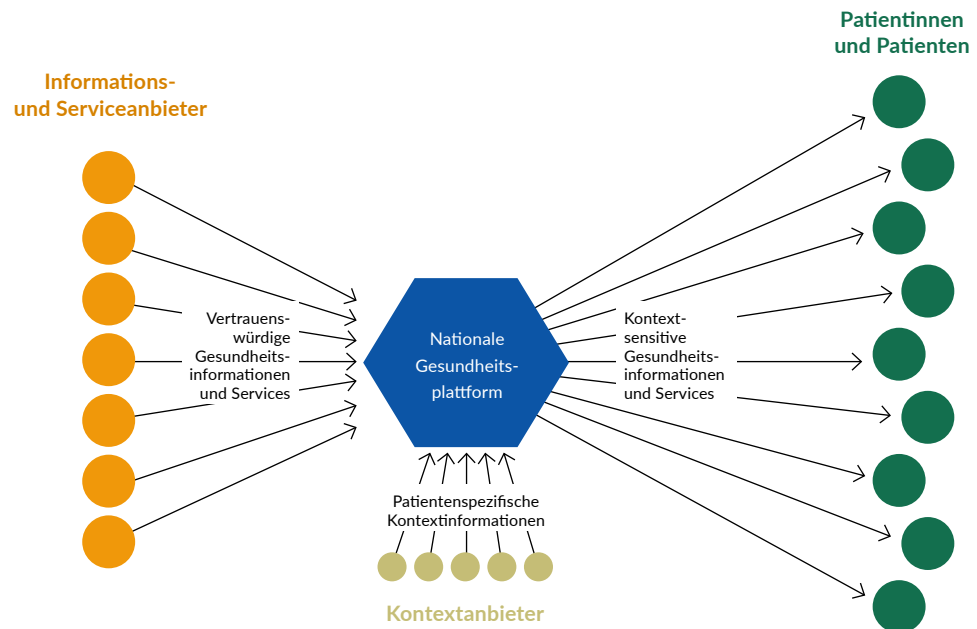 Informations-
und Serviceanbieter
Patientinnen
und Patienten
Vertrauens-
würdige
Gesundheits-
informationen
und Services
Nationale
Gesundheits-
plattform
Kontext-
sensitive
Gesundheits-
informationen
und Services
Patientenspezifische
Kontextinformationen
Kontextanbieter